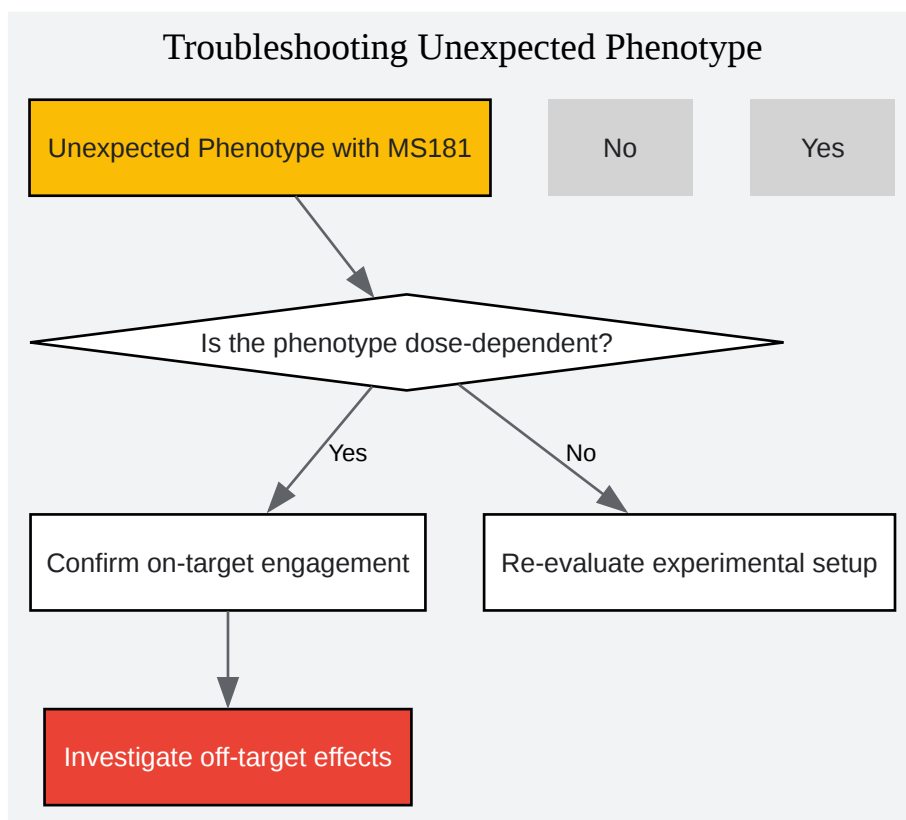 Troubleshooting Unexpected Phenotype
Unexpected Phenotype with MS181
No
Yes
Is the phenotype dose-dependent?
Yes
No
Confirm on-target engagement
Re-evaluate experimental setup
Investigate off-target effects